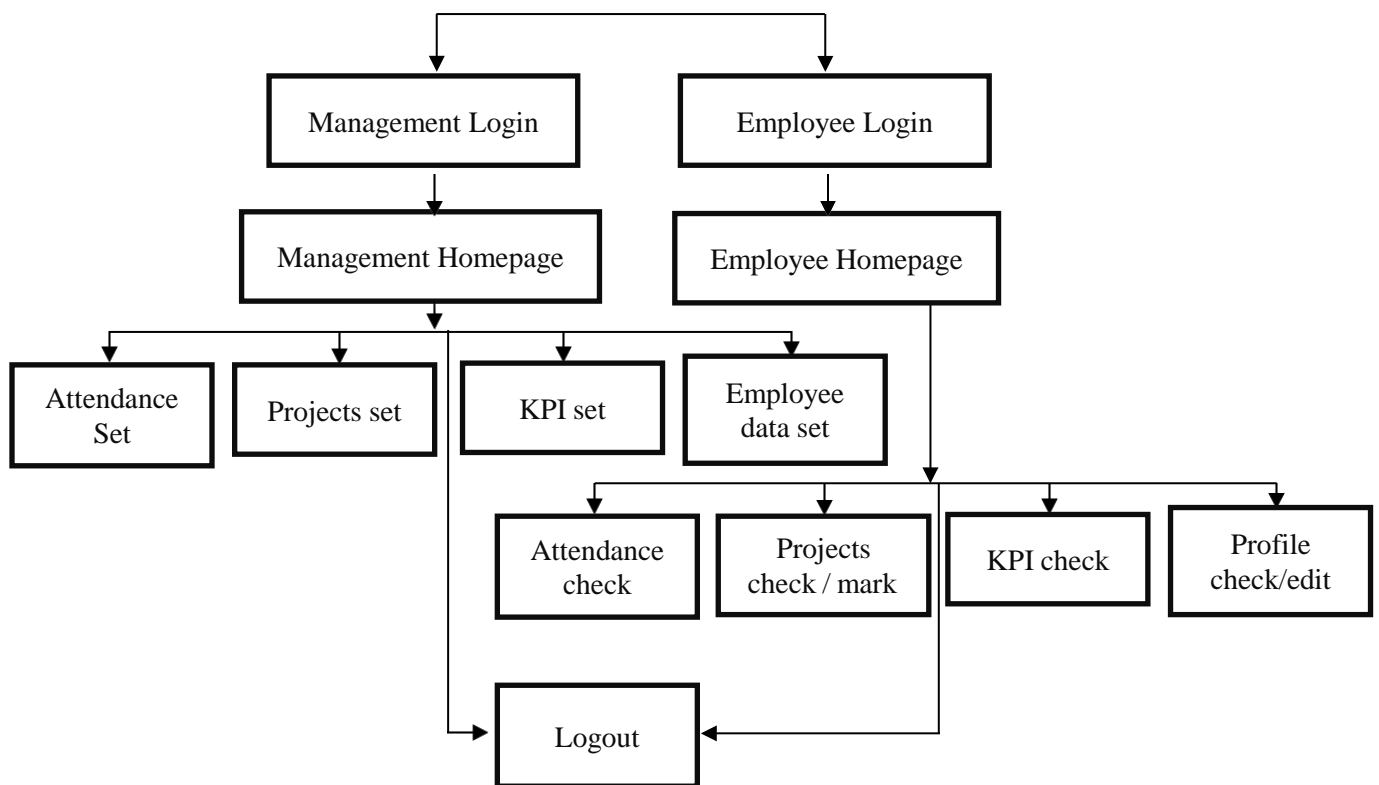 Management Login
Employee Login
Management Homepage
Employee Homepage
Attendance
Set
Projects set
KPI set
Employee
data set
Attendance
check
Projects
check / mark
KPI check
Profile
check/edit
Logout